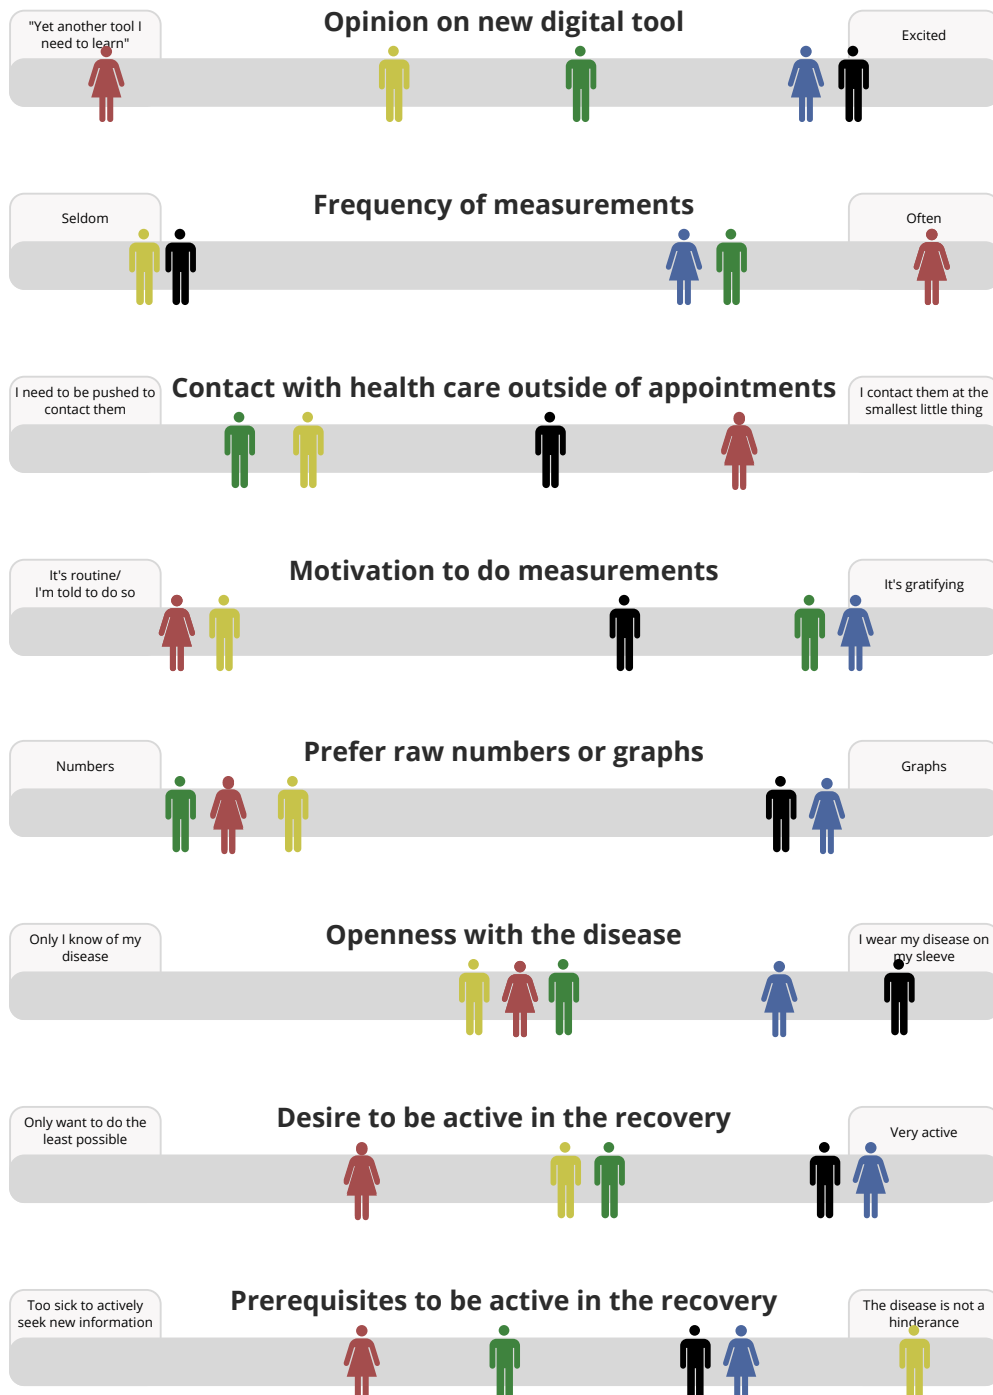 Opinion on new digital tool
"Yet another tool I
need to learn"
Excited
Frequency of measurements
Seldom
Often
Contact with health care outside of appointments
I need to be pushed to
contact them
I contact them at the
smallest little thing
Motivation to do measurements
It's routine/
I'm told to do so
It's gratifying
Prefer raw numbers or graphs
Numbers
Graphs
Openness with the disease
Only I know of my
disease
I wear my disease on
my sleeve
Desire to be active in the recovery
Only want to do the
least possible
Very active
Prerequisites to be active in the recovery
Too sick to actively
seek new information
The disease is not a
hinderance